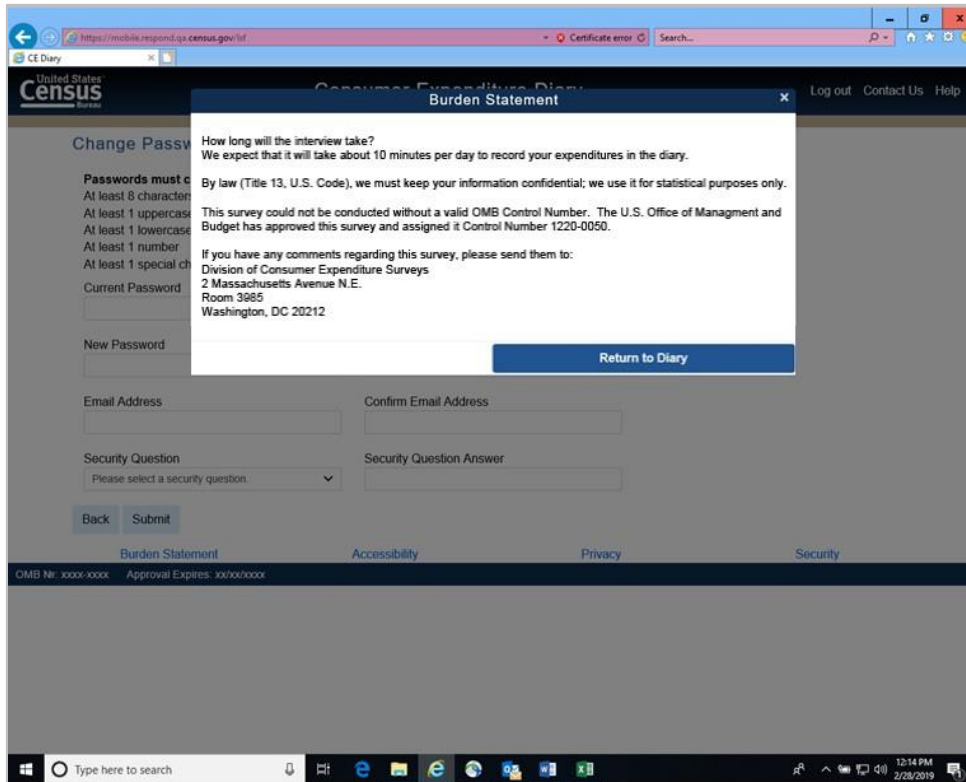 https://mobile.respond.qa.census.gov/lsf
Certificate error
Search...
CE Diary
United States
Census
Bureau
Consumer Expenditure Diary
Log out Contact Us Help
Burden Statement x
Change Passw
How long will the interview take?
We expect that it will take about 10 minutes per day to record your expenditures in the diary.
By law (Title 13, U.S. Code), we must keep your information confidential; we use it for statistical purposes only.
This survey could not be conducted without a valid OMB Control Number. The U.S. Office of Managment and
Budget has approved this survey and assigned it Control Number 1220-0050.
If you have any comments regarding this survey, please send them to:
Division of Consumer Expenditure Surveys
2 Massachusetts Avenue N.E.
Room 3985
Washington, DC 20212
Return to Diary
Passwords must c
At least 8 character
At least 1 uppercase
At least 1 lowercase
At least 1 number
At least 1 special ch
Current Password
New Password
Email Address
Confirm Email Address
Security Question
Security Question Answer
Please select a security question.
Back Submit
Burden Statement Accessibility Privacy Security
OMB Nr: xxxx-xxxx Approval Expires: xx/xx/xxxx
Type here to search
12:14 PM
2/28/2019